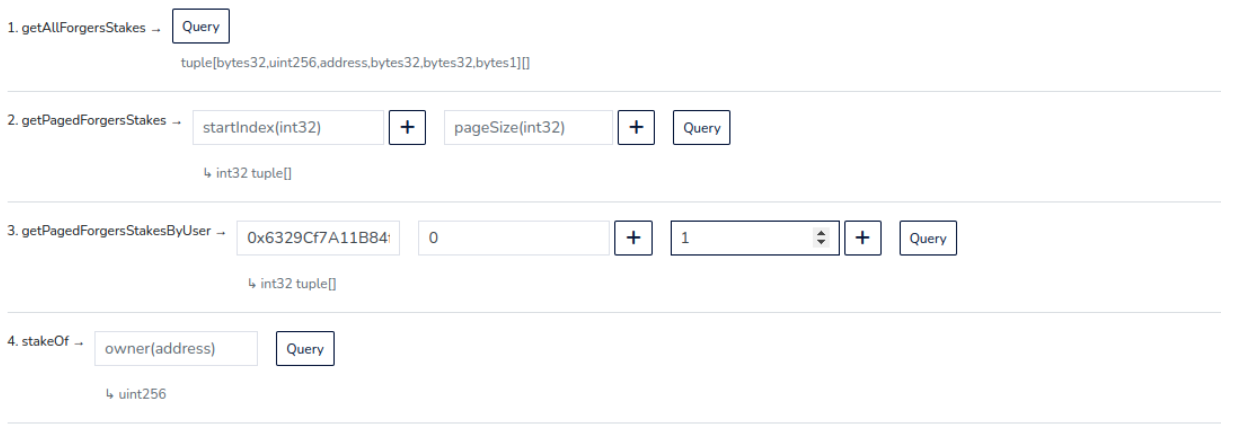 1. getAllForgersStakes → Query
tuple[bytes32,uint256,address,bytes32,bytes32,bytes1][]
2. getPagedForgersStakes → startIndex(int32) + pageSize(int32) + Query
↳ int32 tuple[]
3. getPagedForgersStakesByUser → 0x6329Cf7A11B84 0 + 1 + Query
↳ int32 tuple[]
4. stakeOf → owner(address) Query
↳ uint256